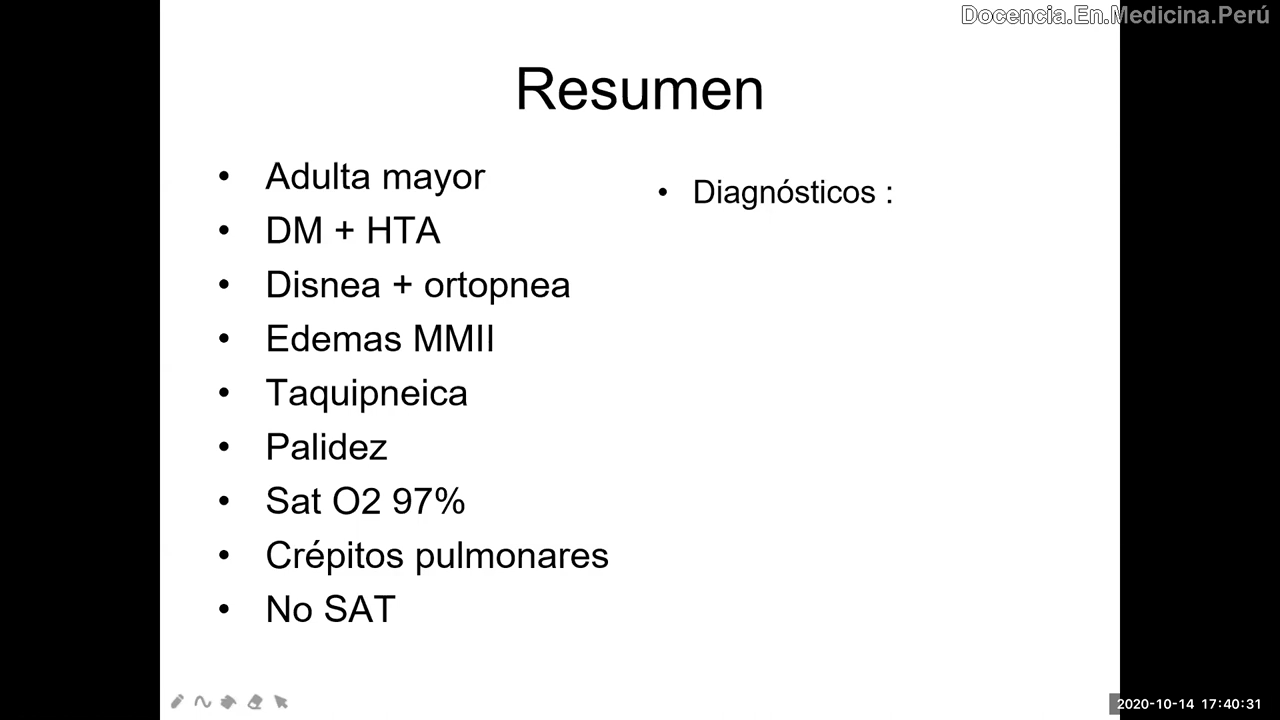 Docencia.En.Medicina.Perú
Resumen
• Adulta mayor
• DM + HTA
• Disnea + ortopnea
• Edemas MMII
• Taquipneica
• Palidez
• Sat O2 97%
• Crépitos pulmonares
• No SAT
• Diagnósticos :
2020-10-14 17:40:31